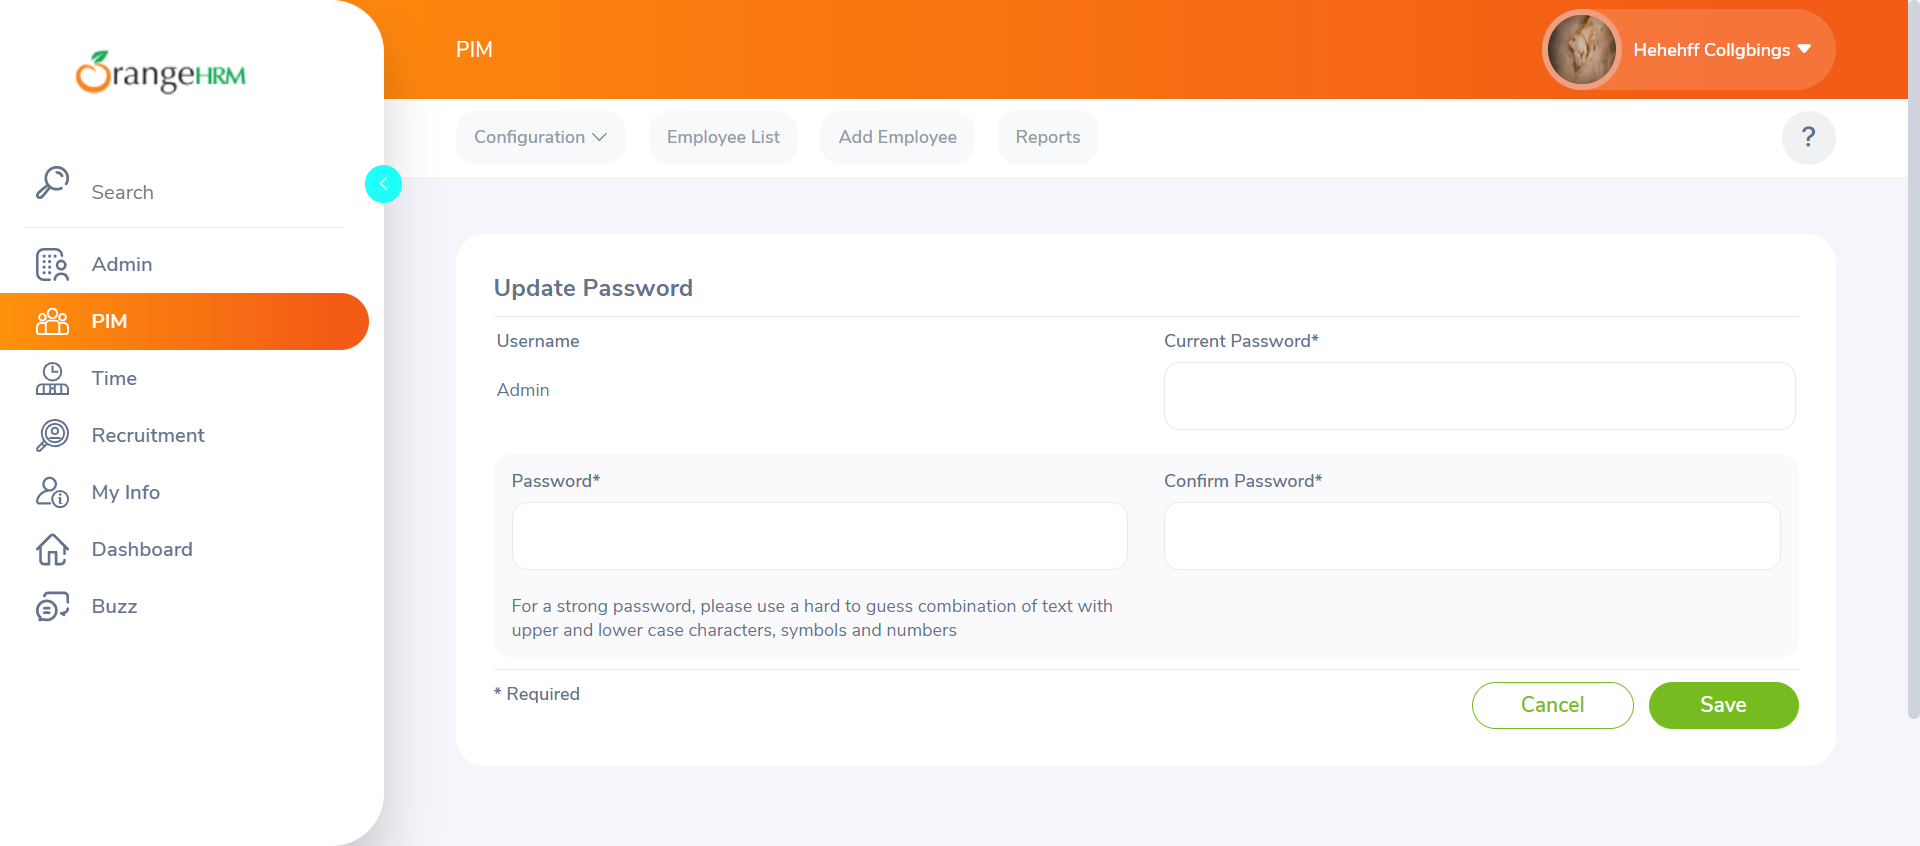 OrangeHRM
PIM
Hehehff Collgbings
Configuration
Employee List
Add Employee
Reports
?
Search
Admin
PIM
Time
Recruitment
My Info
Dashboard
Buzz
Update Password
Username
Current Password*
Admin
Password*
Confirm Password*
For a strong password, please use a hard to guess combination of text with
upper and lower case characters, symbols and numbers
* Required
Cancel
Save